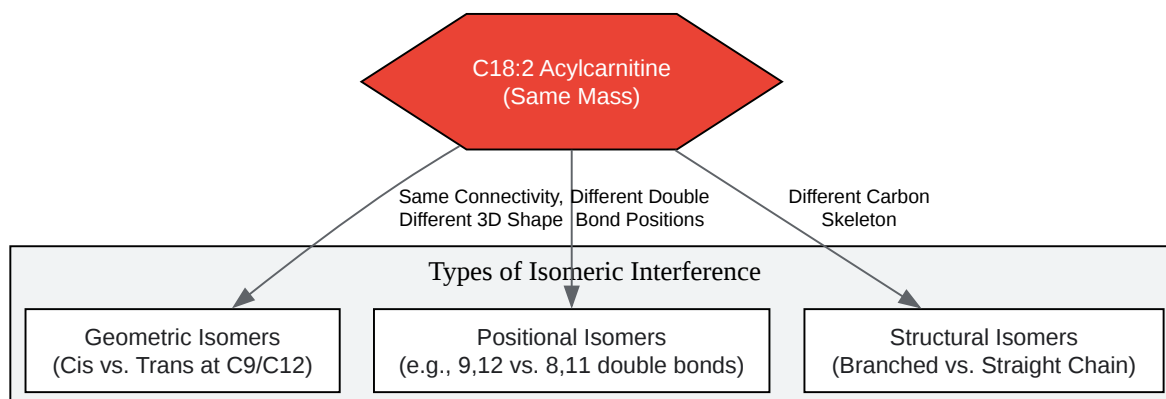 C18:2 Acylcarnitine
(Same Mass)
Same Connectivity,
Different 3D Shape
Different Double
Bond Positions
Different Carbon
Skeleton
Types of Isomeric Interference
Geometric Isomers
(Cis vs. Trans at C9/C12)
Positional Isomers
(e.g., 9,12 vs. 8,11 double bonds)
Structural Isomers
(Branched vs. Straight Chain)